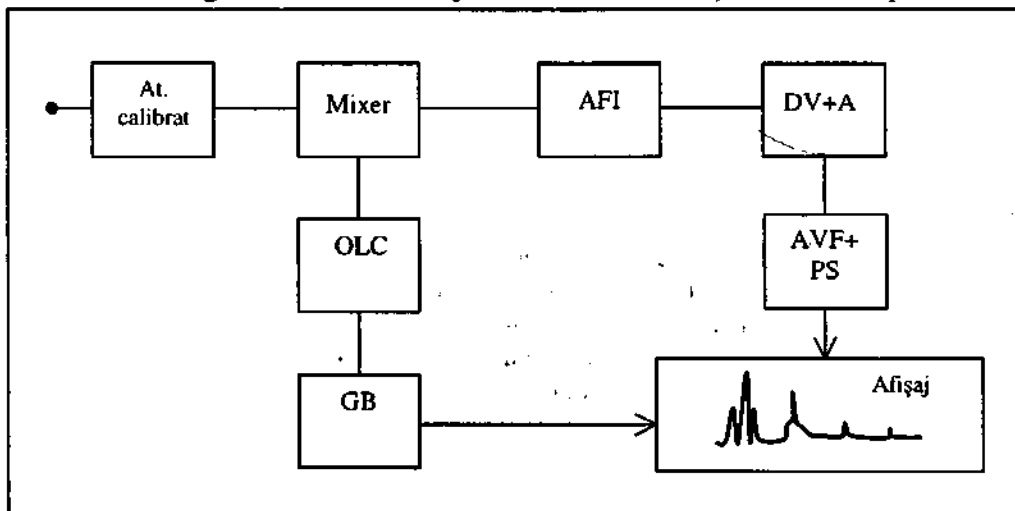 At.
calibrat
Mixer
AFI
DV+A
OLC
AVF+
PS
GB
Afişaj